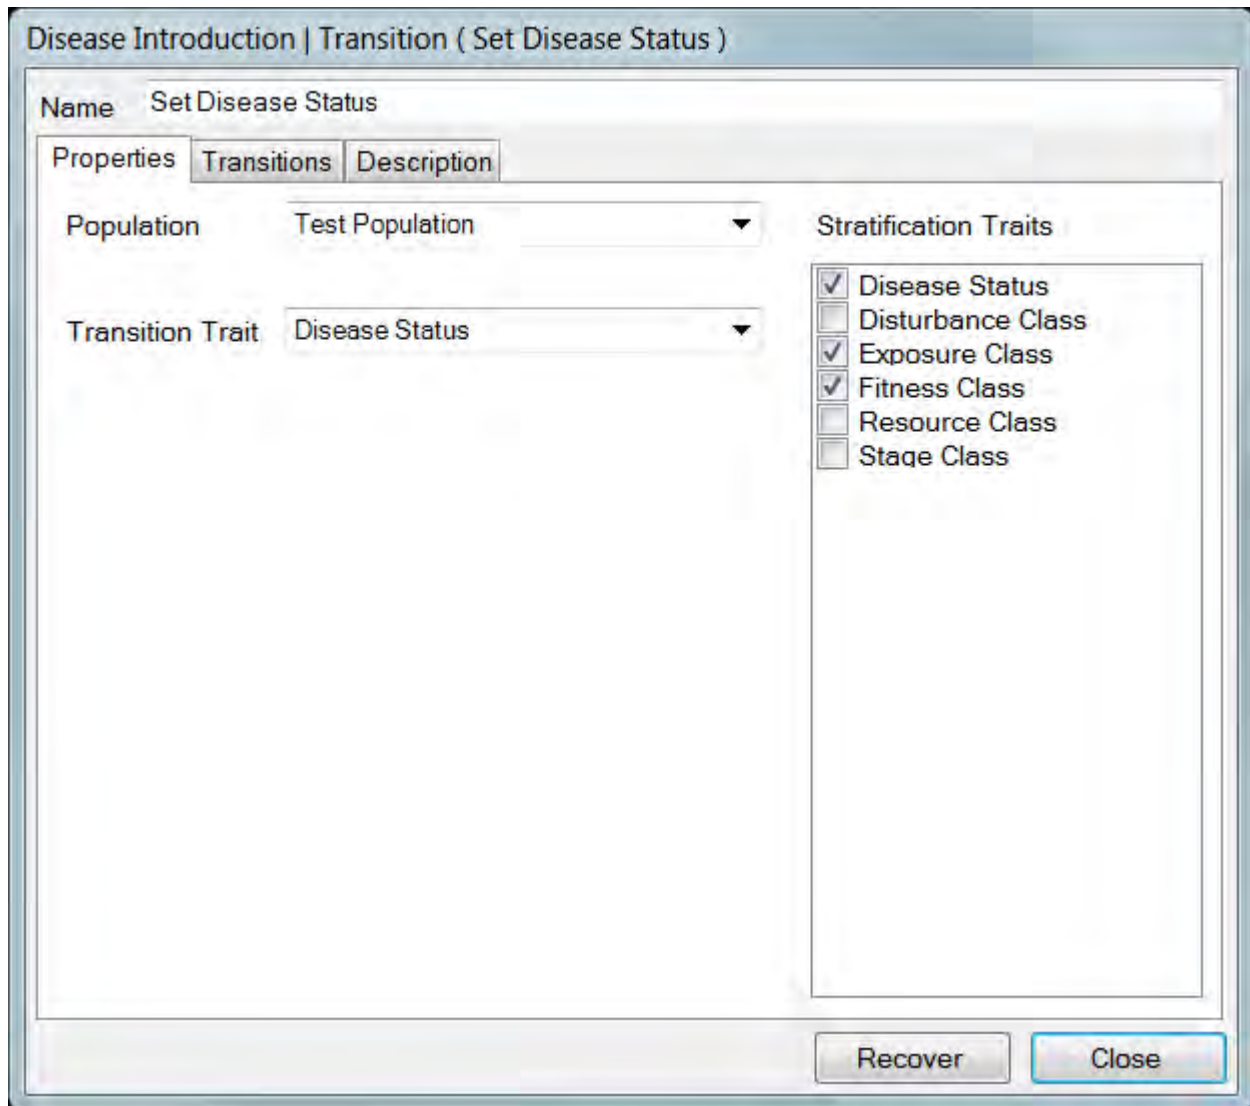 Disease Introduction | Transition ( Set Disease Status )
Name Set Disease Status
Properties Transitions Description
Population Test Population
Transition Trait Disease Status
Stratification Traits
Disease Status
Disturbance Class
Exposure Class
Fitness Class
Resource Class
Stage Class
Recover Close